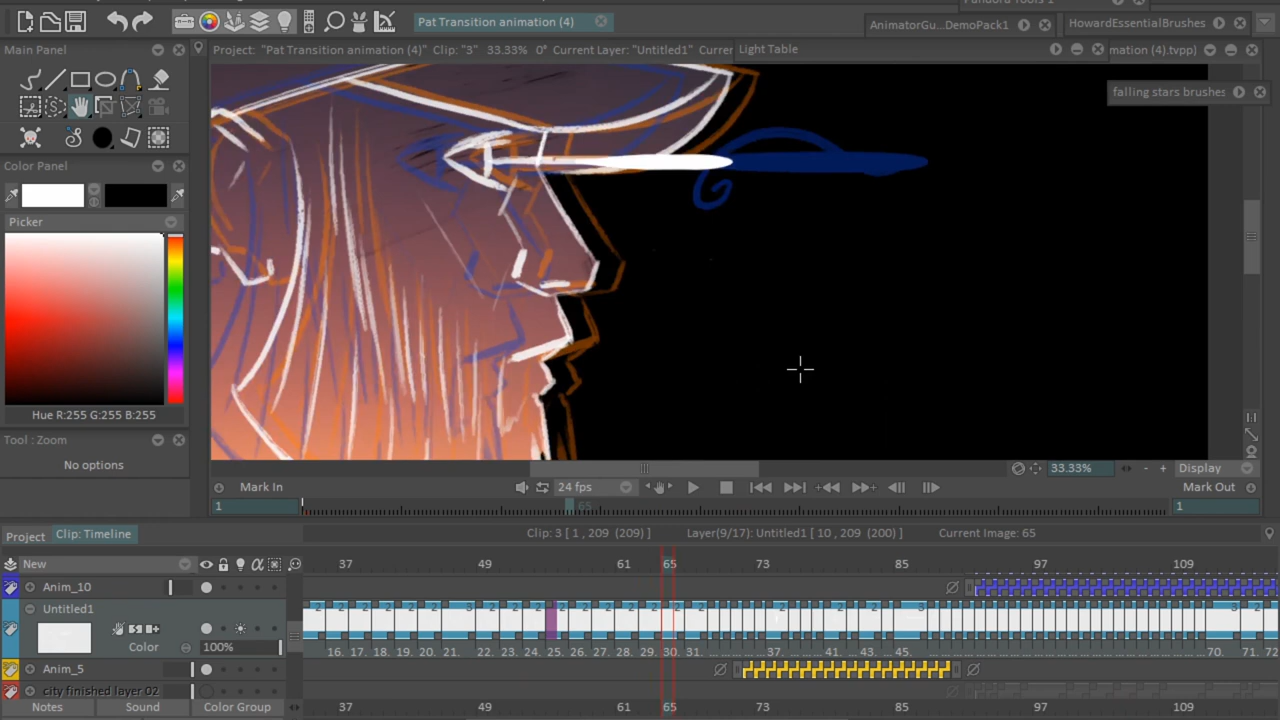 Pandora Tools 1
Pat Transition animation (4)
AnimatorGu...DemoPack1
HowardEssentialBrushes
Main Panel
Project: "Pat Transition animation (4)" Clip: "3" 33.33% 0° Current Layer: "Untitled1" Currer
Light Table
mation (4).tvpp)
falling stars brushes
Color Panel
Picker
Hue R:255 G:255 B:255
Tool : Zoom
No options
33.33%
- +
Display
Mark In
24 fps
Mark Out
1
65
1
Project
Clip: Timeline
Clip: 3 [ 1 , 209 (209) ]
Layer(9/17): Untitled1 [ 10 , 209 (200) ]
Current Image: 65
New
37 49 61 65 73 85 97 109
Anim_10
Untitled1
Color 100%
16. 17. 18. 19. 20. 21. 22. 23. 24. 25. 26. 27. 28. 29. 30. 31. 37. 41. 43. 45. 70. 71. 72
Anim_5
city finished layer 02
Notes Sound Color Group
37 49 61 65 73 85 97 109